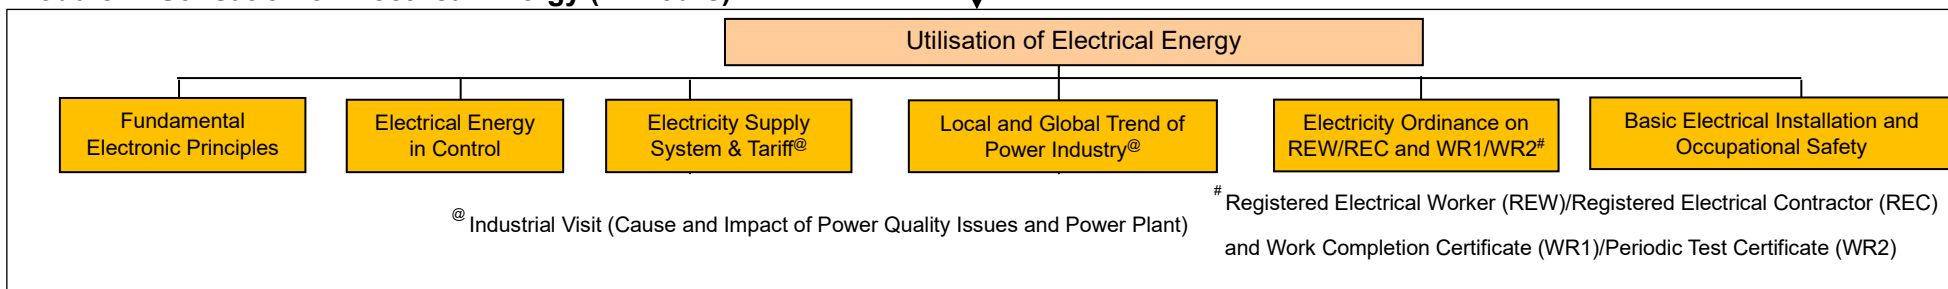 Utilisation of Electrical Energy
Fundamental
Electronic Principles
Electrical Energy
in Control
Electricity Supply
System & Tariff@
Local and Global Trend of
Power Industry@
Electricity Ordinance on
REW/REC and WR1/WR2#
Basic Electrical Installation and
Occupational Safety
@ Industrial Visit (Cause and Impact of Power Quality Issues and Power Plant)
# Registered Electrical Worker (REW)/Registered Electrical Contractor (REC)
and Work Completion Certificate (WR1)/Periodic Test Certificate (WR2)